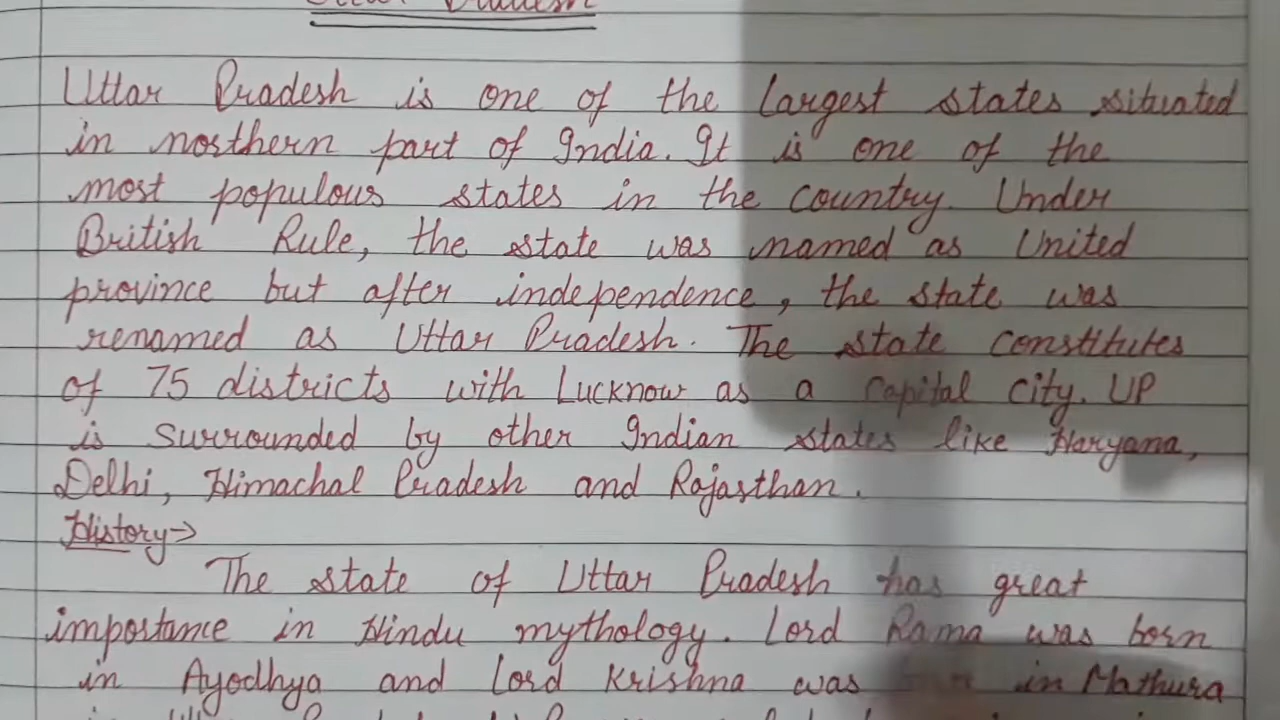 Uttar Pradesh
Uttar Pradesh is one of the largest states situated
in northern part of India. It is one of the
most populous states in the country. Under
British Rule, the state was named as United
province but after independence, the state was
renamed as Uttar Pradesh. The state constitutes
of 75 districts with Lucknow as a capital city. UP
is surrounded by other Indian states like Haryana,
Delhi, Himachal Pradesh and Rajasthan.
History→
The state of Uttar Pradesh has great
importance in Hindu mythology. Lord Rama was born
in Ayodhya and Lord Krishna was in Mathura